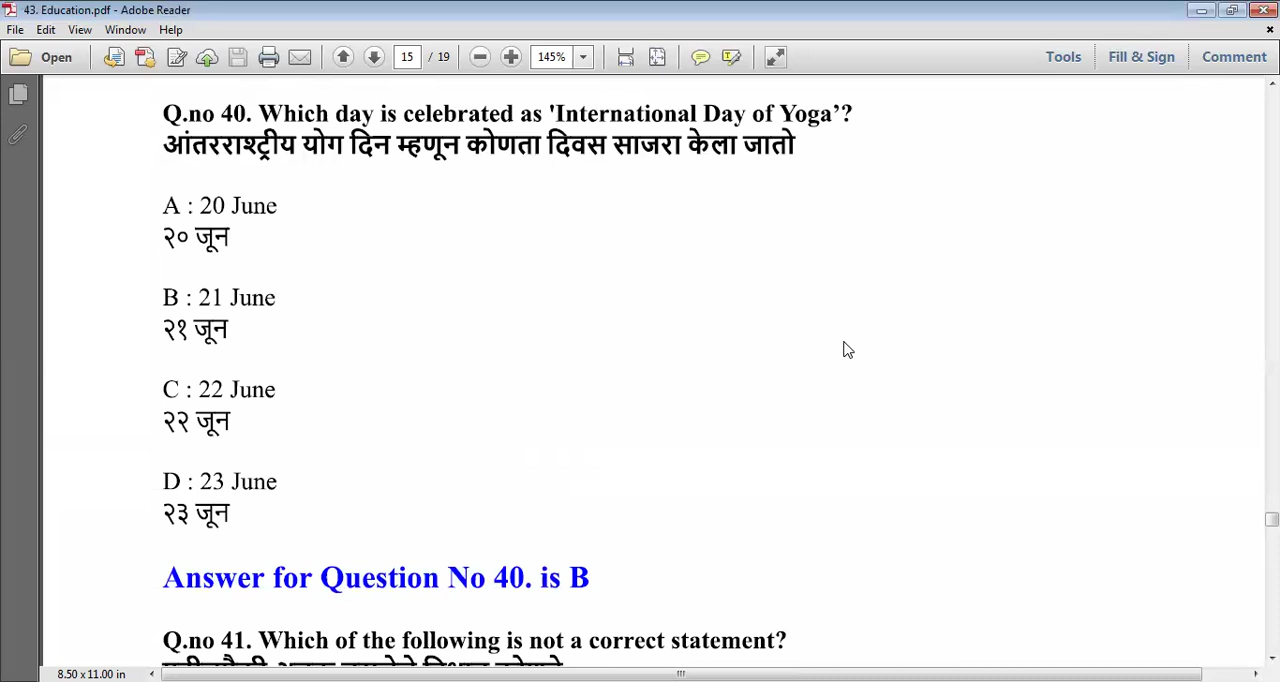 43. Education.pdf - Adobe Reader
File Edit View Window Help
Open 15 / 19 145% Tools Fill & Sign Comment
Q.no 40. Which day is celebrated as 'International Day of Yoga’?
आंतरराश्ट्रीय योग दिन म्हणून कोणता दिवस साजरा केला जातो
A : 20 June
२० जून
B : 21 June
२१ जून
C : 22 June
२२ जून
D : 23 June
२३ जून
Answer for Question No 40. is B
Q.no 41. Which of the following is not a correct statement?
8.50 x 11.00 in